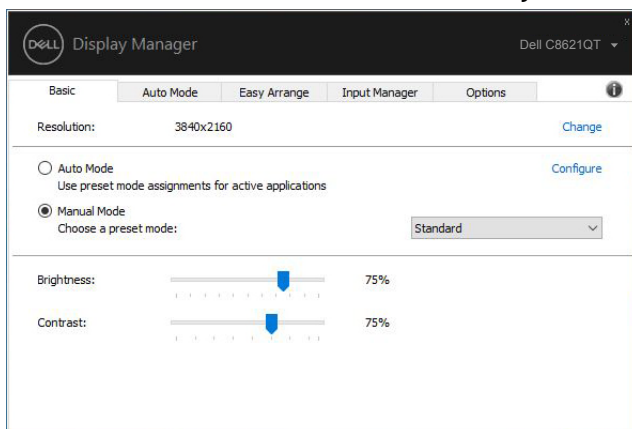 DELL Display Manager Dell C8621QT
x
Basic Auto Mode Easy Arrange Input Manager Options i
Resolution: 3840x2160 Change
Auto Mode Configure
Use preset mode assignments for active applications
Manual Mode
Choose a preset mode: Standard
Brightness: 75%
Contrast: 75%